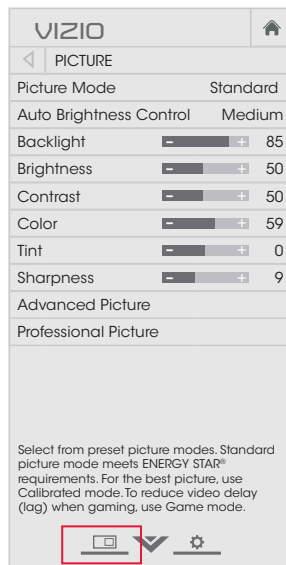 VIZIO
PICTURE
Picture Mode Standard
Auto Brightness Control Medium
Backlight - + 85
Brightness - + 50
Contrast - + 50
Color - + 59
Tint - + 0
Sharpness - + 9
Advanced Picture
Professional Picture
Select from preset picture modes. Standard
picture mode meets ENERGY STAR®
requirements. For the best picture, use
Calibrated mode. To reduce video delay
(lag) when gaming, use Game mode.